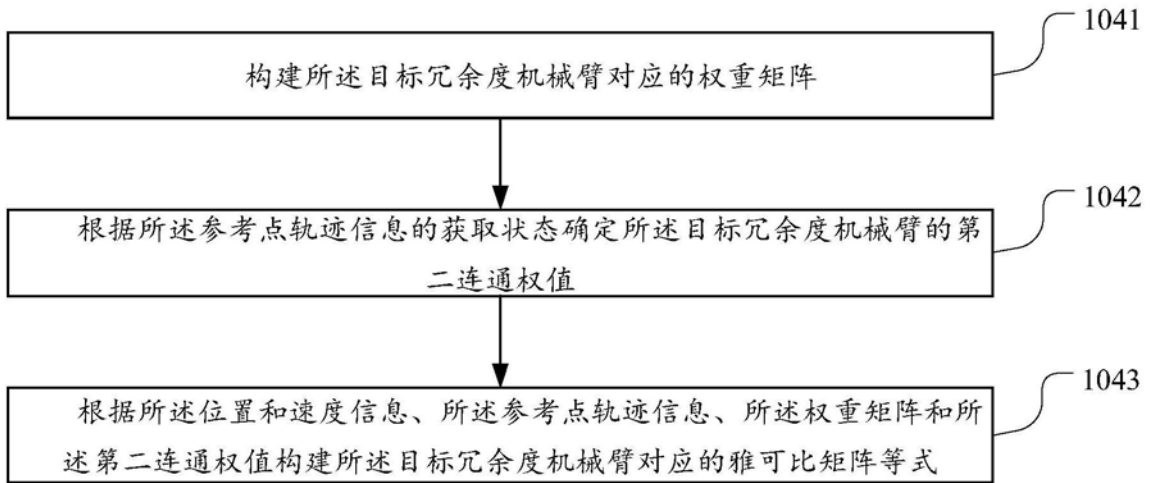 1041
构建所述目标冗余度机械臂对应的权重矩阵
1042
根据所述参考点轨迹信息的获取状态确定所述目标冗余度机械臂的第
二连通权值
1043
根据所述位置和速度信息、所述参考点轨迹信息、所述权重矩阵和所
述第二连通权值构建所述目标冗余度机械臂对应的雅可比矩阵等式